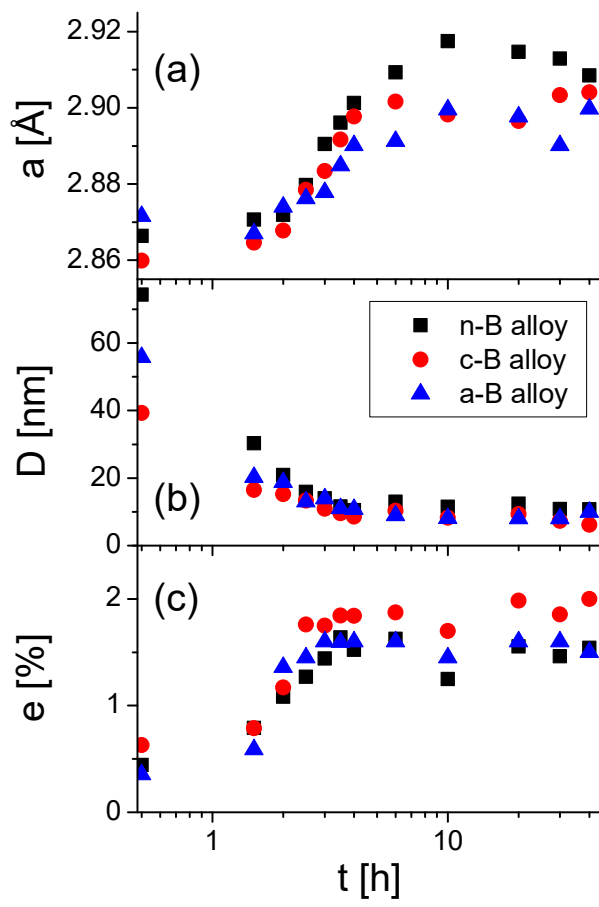 (a)
a [Å]
2.92
2.90
2.88
2.86
(b)
D [nm]
60
40
20
0
n-B alloy
c-B alloy
a-B alloy
(c)
e [%]
2
1
0
1
10
t [h]